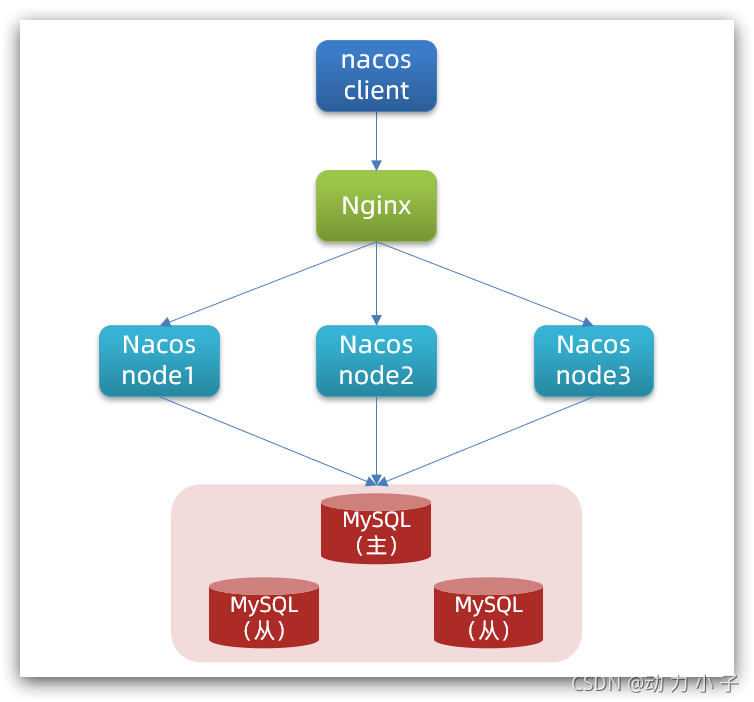 nacos
client
Nginx
Nacos
node1
Nacos
node2
Nacos
node3
MySQL
（主）
MySQL
（从）
MySQL
（从）
CSDN @动 力 小 子